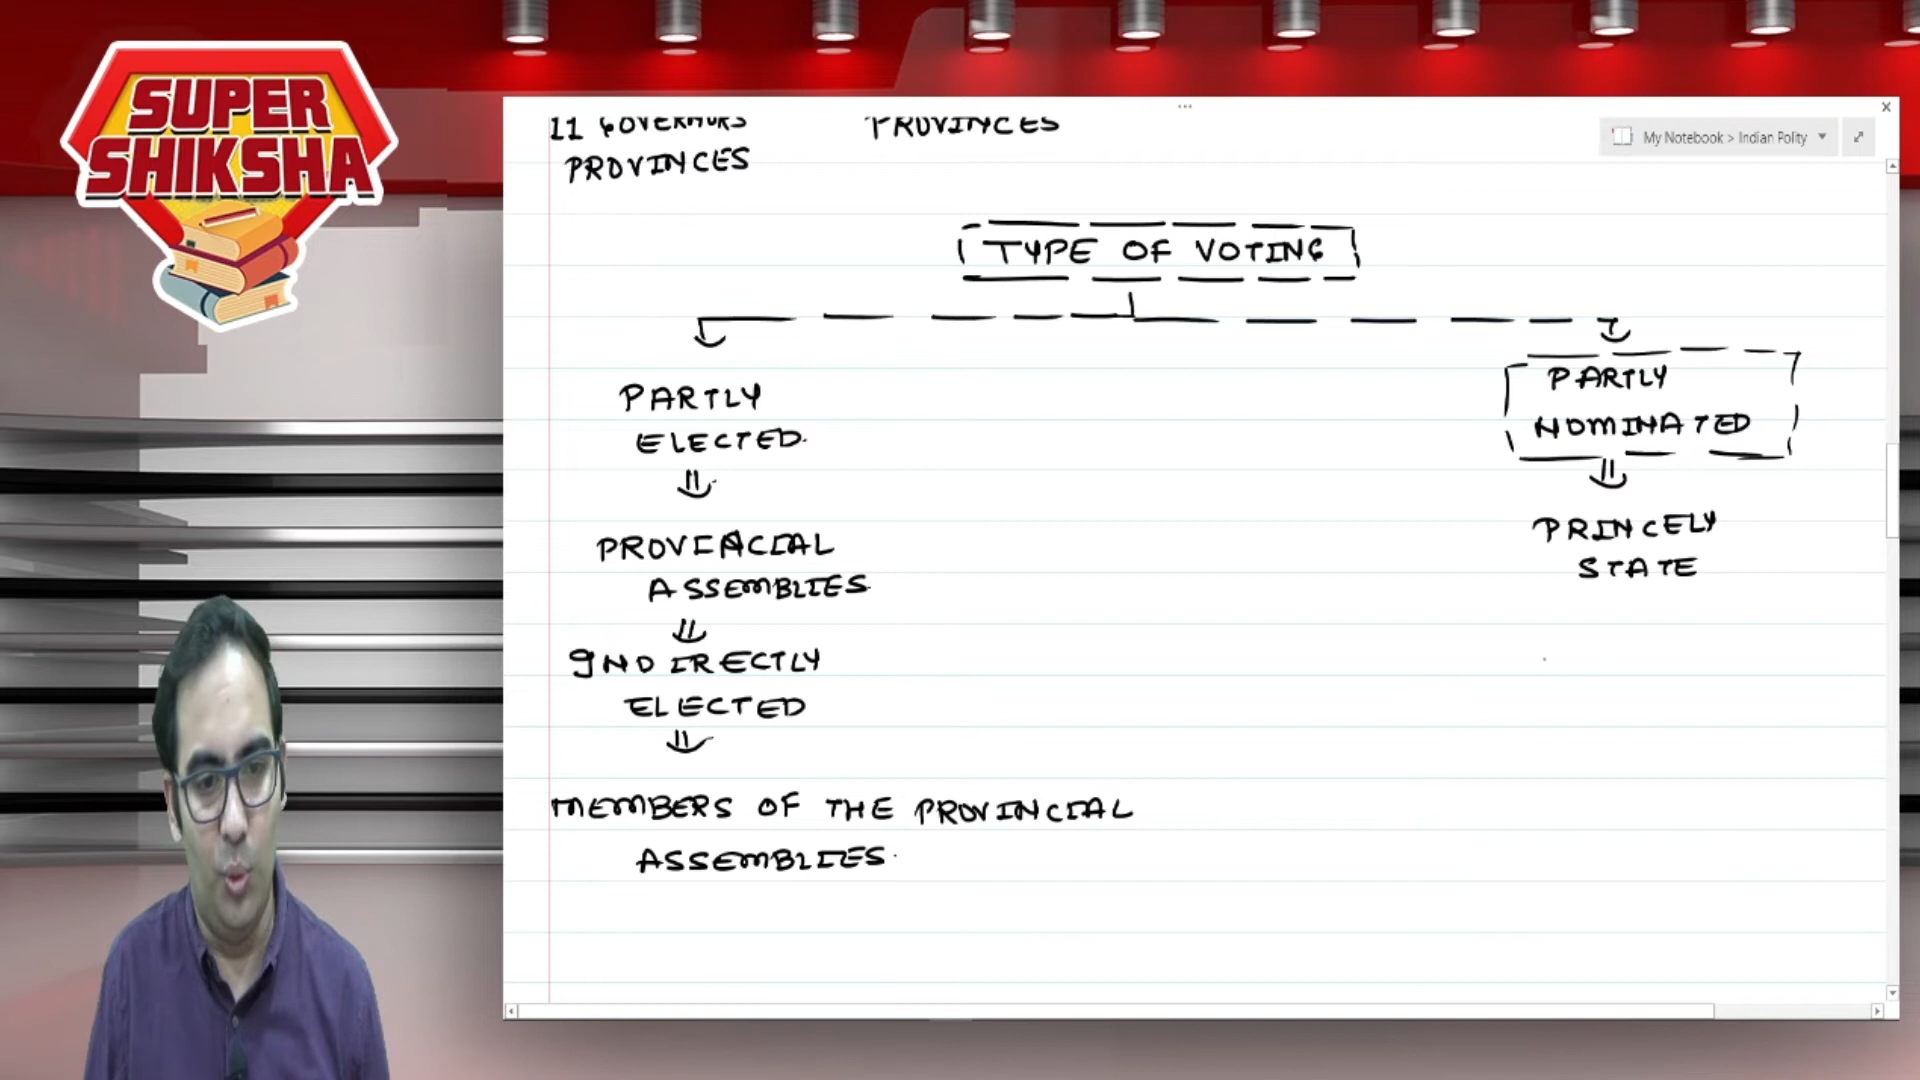 SUPER
SHIKSHA
11 GOVERNORS
PROVINCES
PROVINCES
My Notebook > Indian Polity
TYPE OF VOTING
PARTLY
ELECTED.
PARTLY
NOMINATED
PROVINCIAL
ASSEMBLIES.
PRINCELY
STATE
INDIRECTLY
ELECTED
MEMBERS OF THE PROVINCIAL
ASSEMBLIES.